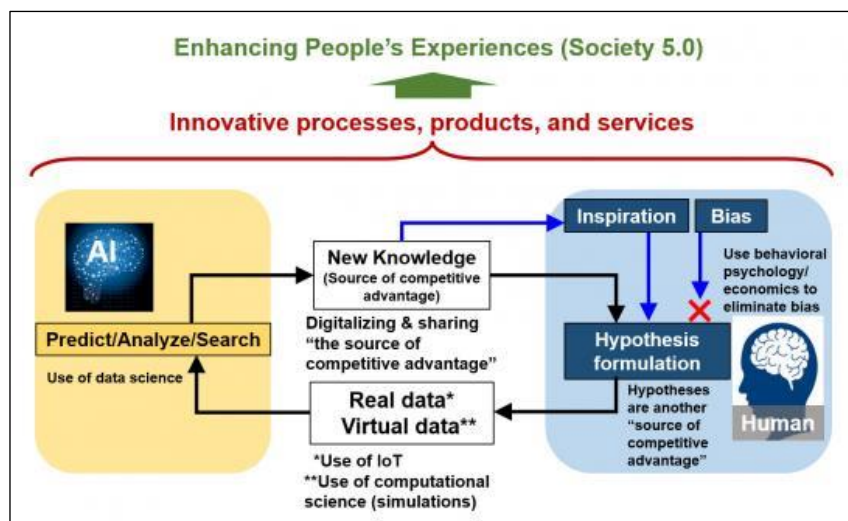 Enhancing People's Experiences (Society 5.0)
Innovative processes, products, and services
AI
Predict/Analyze/Search
Use of data science
New Knowledge
(Source of competitive
advantage)
Digitalizing & sharing
"the source of
competitive advantage"
Real data*
Virtual data**
*Use of IoT
**Use of computational
science (simulations)
Inspiration
Bias
Use behavioral
psychology/
economics to
eliminate bias
Hypothesis
formulation
Hypotheses
are another
"source of
competitive
advantage"
Human